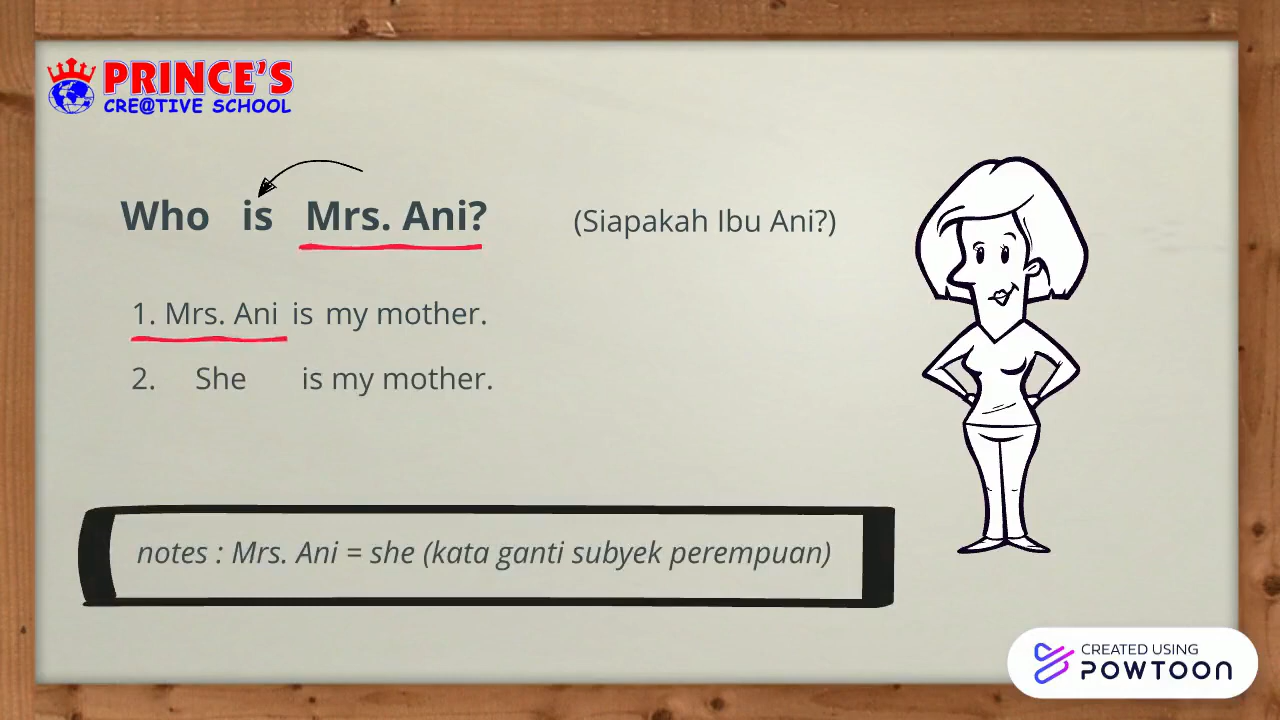 PRINCE'S
CRE@TIVE SCHOOL
Who is Mrs. Ani? (Siapakah Ibu Ani?)
1. Mrs. Ani is my mother.
2. She is my mother.
notes : Mrs. Ani = she (kata ganti subyek perempuan)
CREATED USING
POWTOON